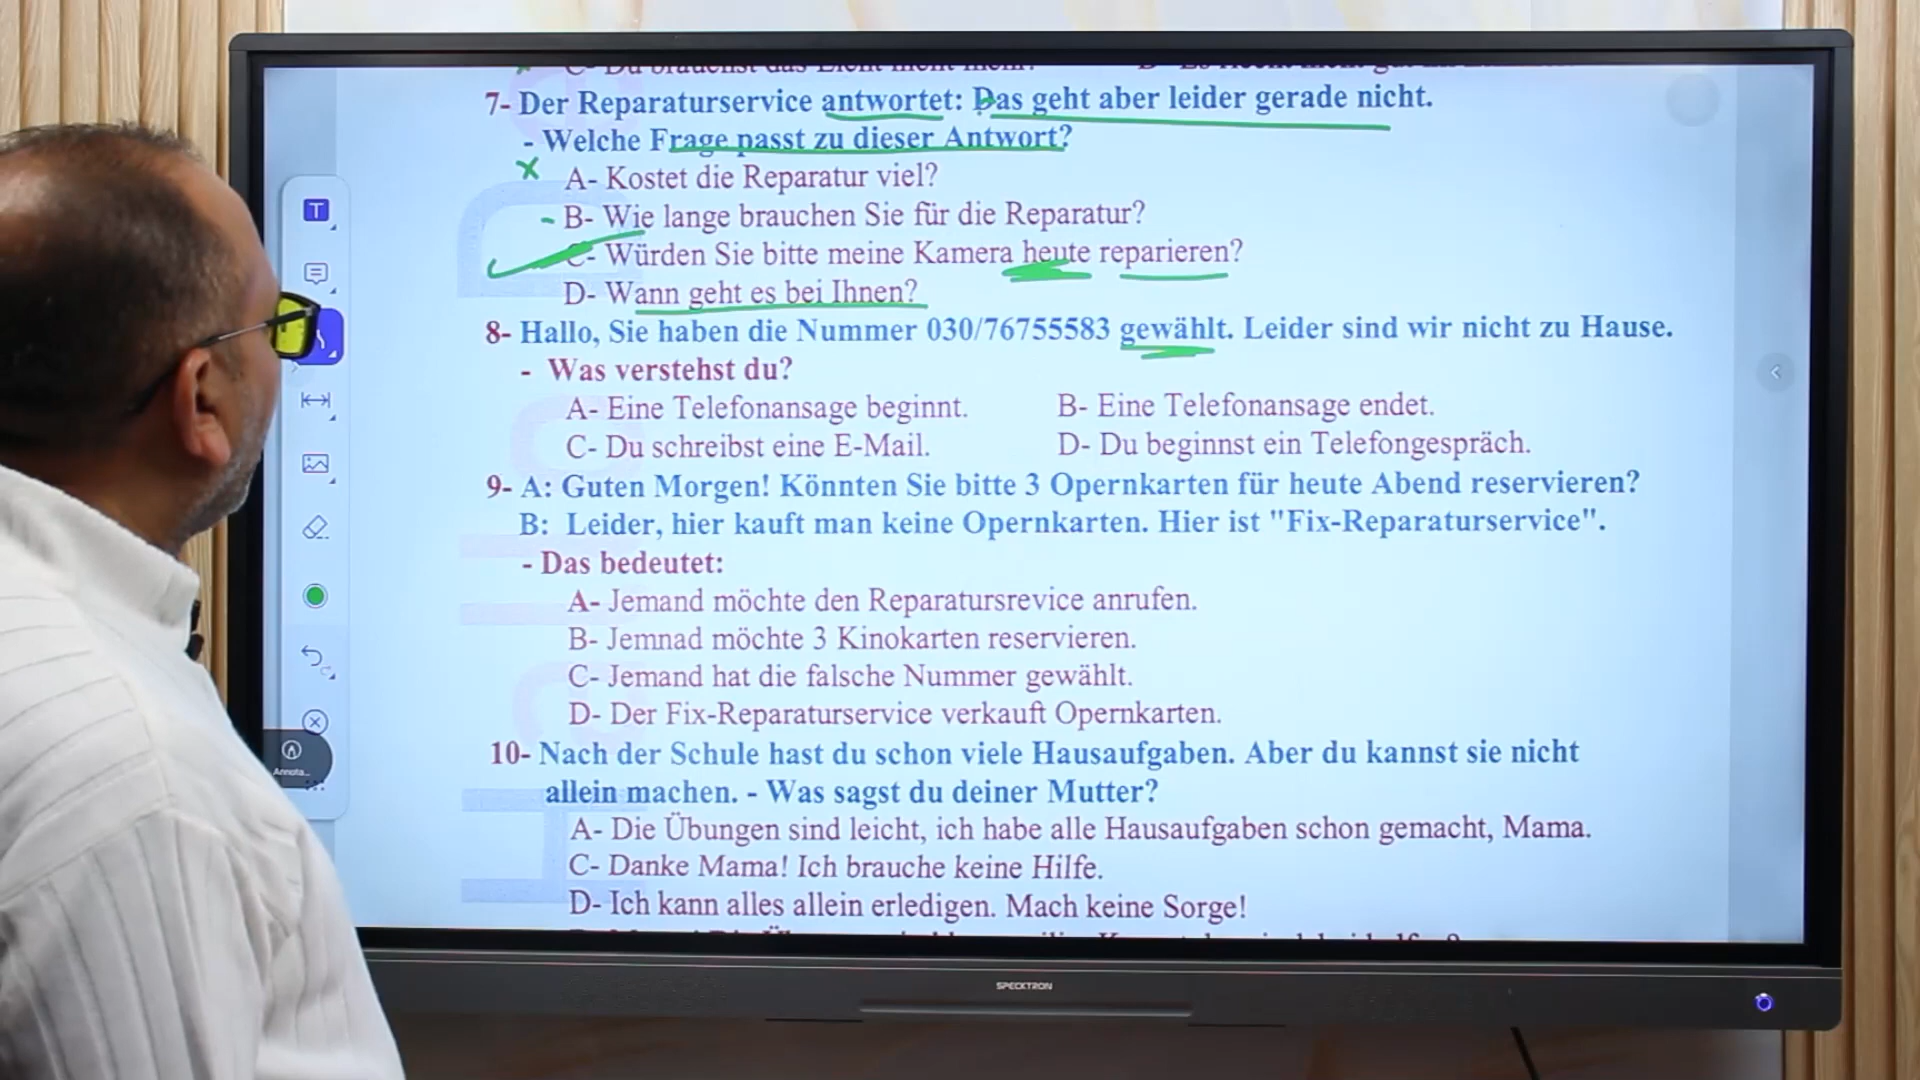 7- Der Reparaturservice antwortet: Das geht aber leider gerade nicht.
- Welche Frage passt zu dieser Antwort?
A- Kostet die Reparatur viel?
B- Wie lange brauchen Sie für die Reparatur?
C- Würden Sie bitte meine Kamera heute reparieren?
D- Wann geht es bei Ihnen?
8- Hallo, Sie haben die Nummer 030/76755583 gewählt. Leider sind wir nicht zu Hause.
- Was verstehst du?
A- Eine Telefonansage beginnt. B- Eine Telefonansage endet.
C- Du schreibst eine E-Mail. D- Du beginnst ein Telefongespräch.
9- A: Guten Morgen! Könnten Sie bitte 3 Opernkarten für heute Abend reservieren?
B: Leider, hier kauft man keine Opernkarten. Hier ist "Fix-Reparaturservice".
- Das bedeutet:
A- Jemand möchte den Reparatursrevice anrufen.
B- Jemnad möchte 3 Kinokarten reservieren.
C- Jemand hat die falsche Nummer gewählt.
D- Der Fix-Reparaturservice verkauft Opernkarten.
10- Nach der Schule hast du schon viele Hausaufgaben. Aber du kannst sie nicht
allein machen. - Was sagst du deiner Mutter?
A- Die Übungen sind leicht, ich habe alle Hausaufgaben schon gemacht, Mama.
C- Danke Mama! Ich brauche keine Hilfe.
D- Ich kann alles allein erledigen. Mach keine Sorge!
Annota...
SPECKTRON